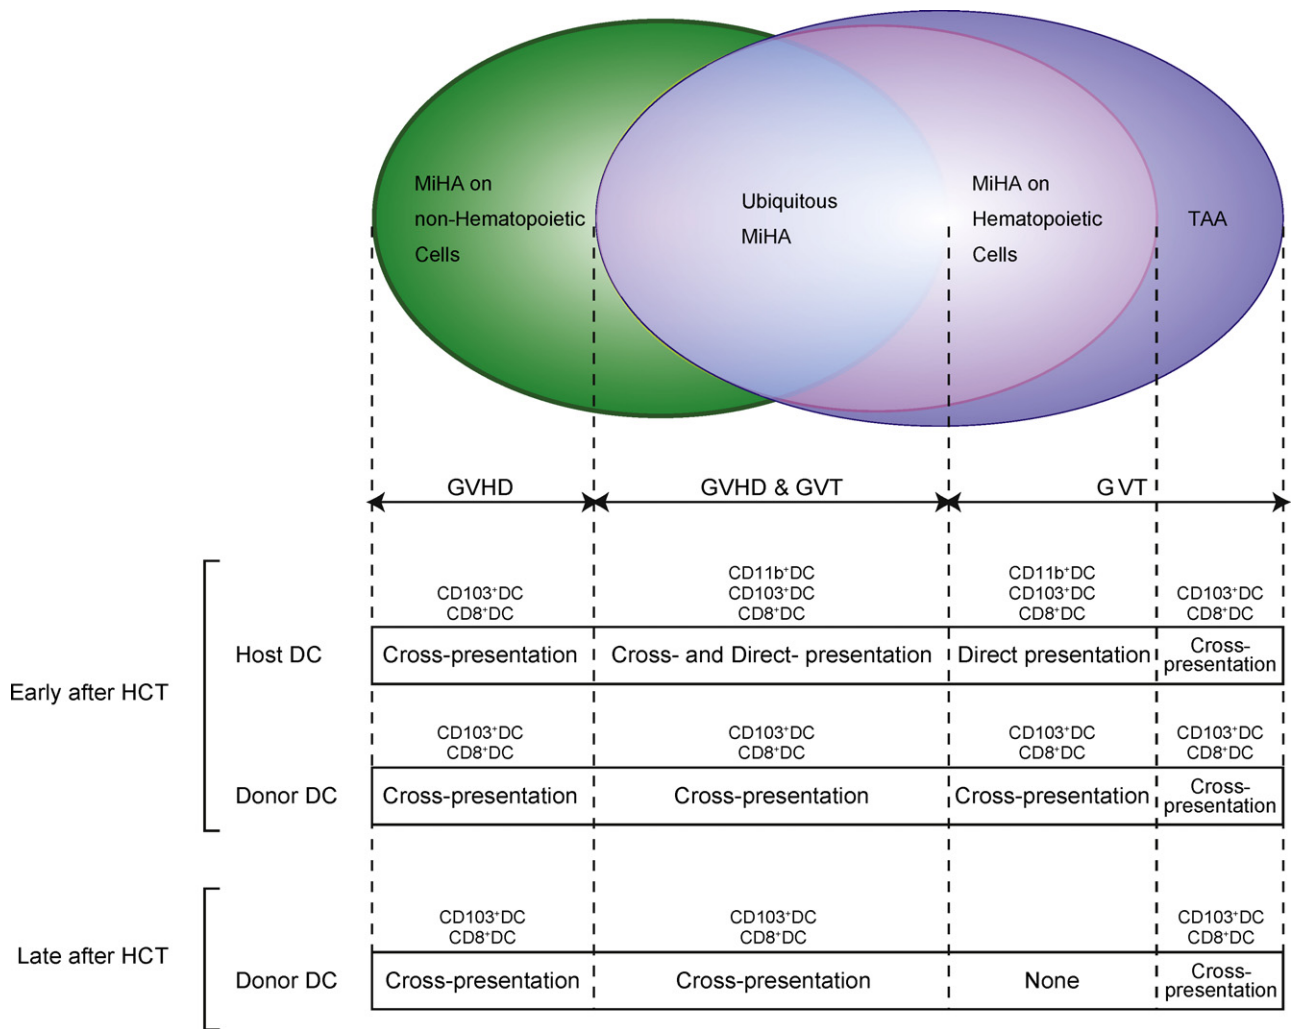 MiHA on
non-Hematopoietic
Cells
Ubiquitous
MiHA
MiHA on
Hematopoietic
Cells
TAA
GVHD
GVHD & GVT
GVT
CD103⁺DC
CD8⁺DC
CD11b⁺DC
CD103⁺DC
CD8⁺DC
CD11b⁺DC
CD103⁺DC
CD8⁺DC
CD103⁺DC
CD8⁺DC
Early after HCT
Host DC
Cross-presentation
Cross- and Direct- presentation
Direct presentation
Cross-
presentation
CD103⁺DC
CD8⁺DC
CD103⁺DC
CD8⁺DC
CD103⁺DC
CD8⁺DC
CD103⁺DC
CD8⁺DC
Donor DC
Cross-presentation
Cross-presentation
Cross-presentation
Cross-
presentation
CD103⁺DC
CD8⁺DC
CD103⁺DC
CD8⁺DC
CD103⁺DC
CD8⁺DC
Late after HCT
Donor DC
Cross-presentation
Cross-presentation
None
Cross-
presentation